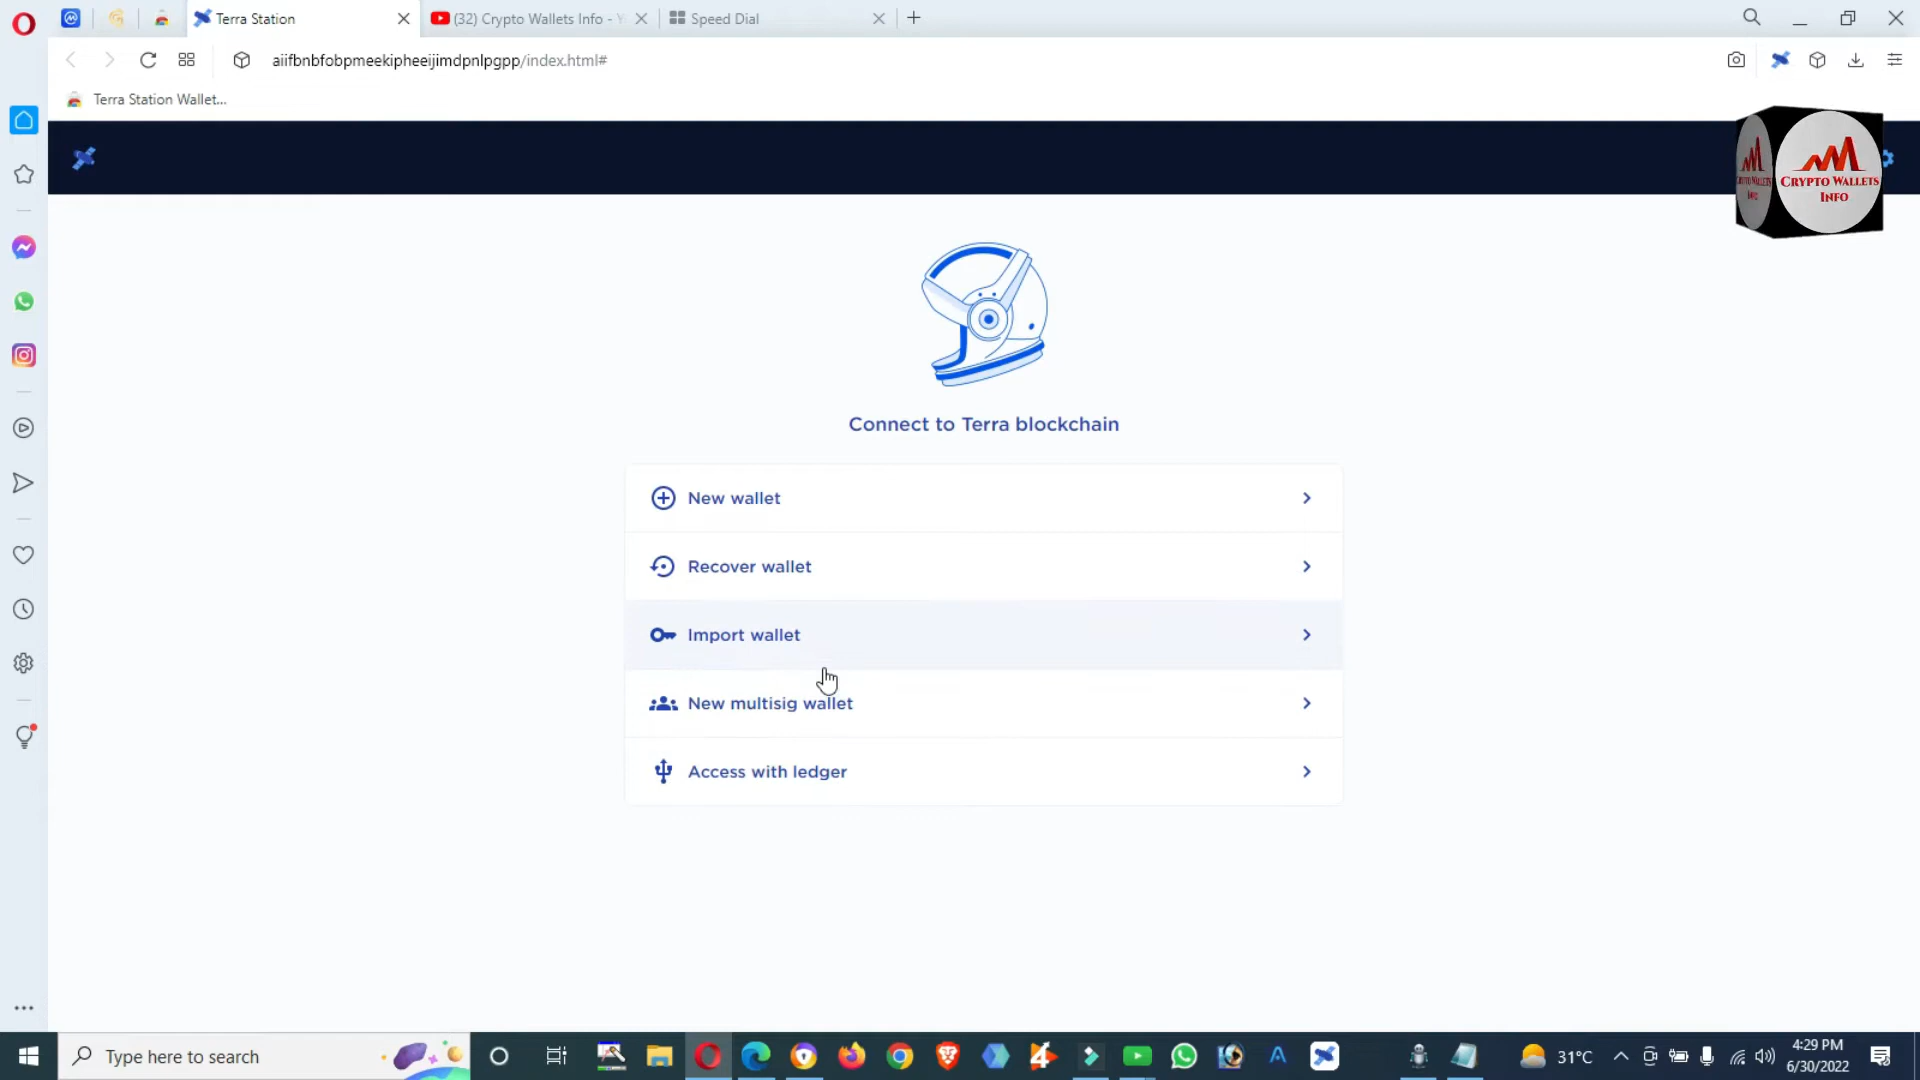 Terra Station
(32) Crypto Wallets Info - Y
Speed Dial
aiifbnbfobpmeekipheeijimdpnlpgpp/index.html#
Terra Station Wallet...
CRYPTO WALLETS
INFO
Connect to Terra blockchain
New wallet
Recover wallet
Import wallet
New multisig wallet
Access with ledger
Type here to search
31°C
4:29 PM
6/30/2022